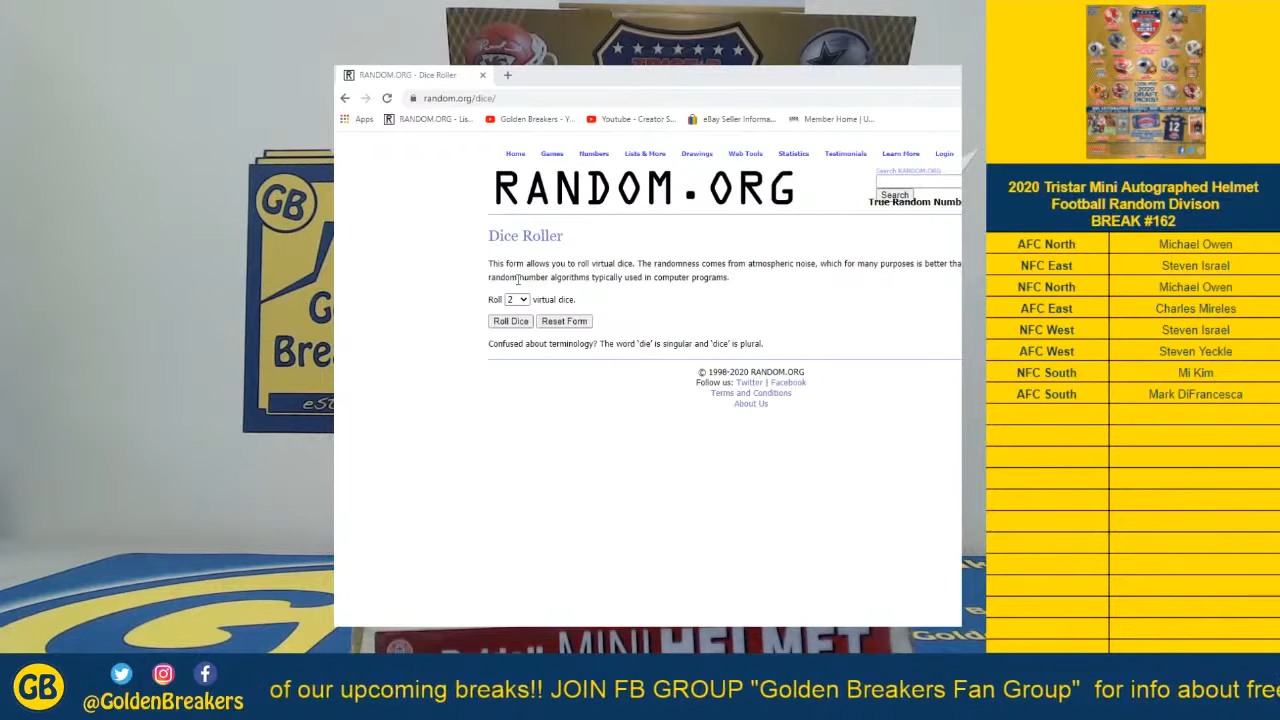 RANDOM.ORG - Dice Roller
random.org/dice/
Apps
RANDOM.ORG - Lis...
Golden Breakers - Y...
Youtube - Creator S...
eBay Seller Informa...
Member Home | U...
Home Games Numbers Lists & More Drawings Web Tools Statistics Testimonials Learn More Login
Search RANDOM.ORG
Search
RANDOM.ORG
True Random Numb
Dice Roller
This form allows you to roll virtual dice. The randomness comes from atmospheric noise, which for many purposes is better tha
random number algorithms typically used in computer programs.
Roll 2 virtual dice.
Roll Dice Reset Form
Confused about terminology? The word 'die' is singular and 'dice' is plural.
© 1998-2020 RANDOM.ORG
Follow us: Twitter | Facebook
Terms and Conditions
About Us
GB
Brea
MINI HELMET
2020 Tristar Mini Autographed Helmet
Football Random Divison
BREAK #162
AFC North Michael Owen
NFC East Steven Israel
NFC North Michael Owen
AFC East Charles Mireles
NFC West Steven Israel
AFC West Steven Yeckle
NFC South Mi Kim
AFC South Mark DiFrancesca
GB
@GoldenBreakers
of our upcoming breaks!! JOIN FB GROUP "Golden Breakers Fan Group" for info about free